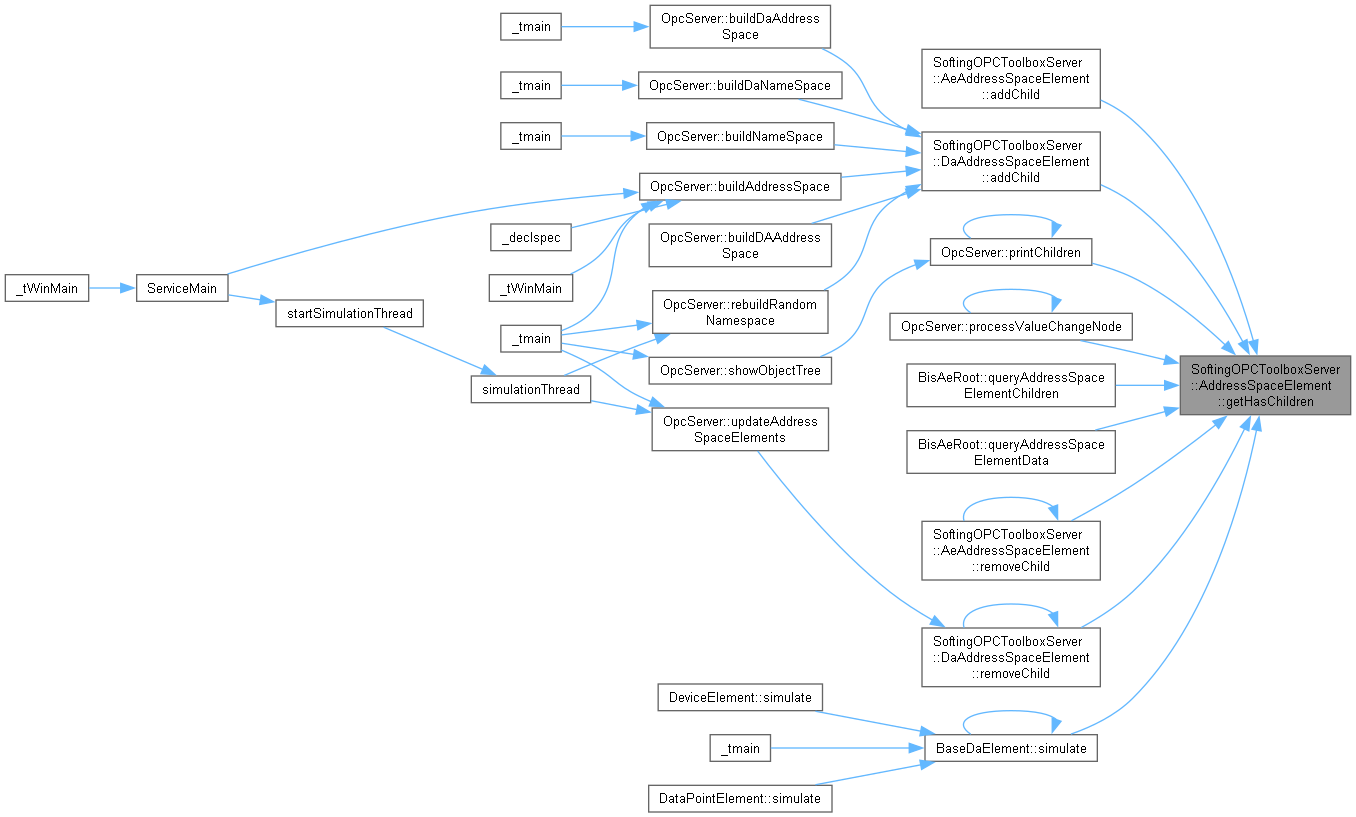 _tmain
OpcServer::buildDaAddress
Space
_tmain
OpcServer::buildDaNameSpace
_tmain
OpcServer::buildNameSpace
OpcServer::buildAddressSpace
_declspec
OpcServer::buildDAAddress
Space
_tWinMain
ServiceMain
_tWinMain
startSimulationThread
OpcServer::rebuildRandom
Namespace
_tmain
OpcServer::showObjectTree
simulationThread
OpcServer::updateAddress
SpaceElements
SoftingOPCToolboxServer
::AeAddressSpaceElement
::addChild
SoftingOPCToolboxServer
::DaAddressSpaceElement
::addChild
OpcServer::printChildren
OpcServer::processValueChangeNode
BisAeRoot::queryAddressSpace
ElementChildren
BisAeRoot::queryAddressSpace
ElementData
SoftingOPCToolboxServer
::AeAddressSpaceElement
::removeChild
SoftingOPCToolboxServer
::DaAddressSpaceElement
::removeChild
DeviceElement::simulate
_tmain
BaseDaElement::simulate
DataPointElement::simulate
SoftingOPCToolboxServer
::AddressSpaceElement
::getHasChildren